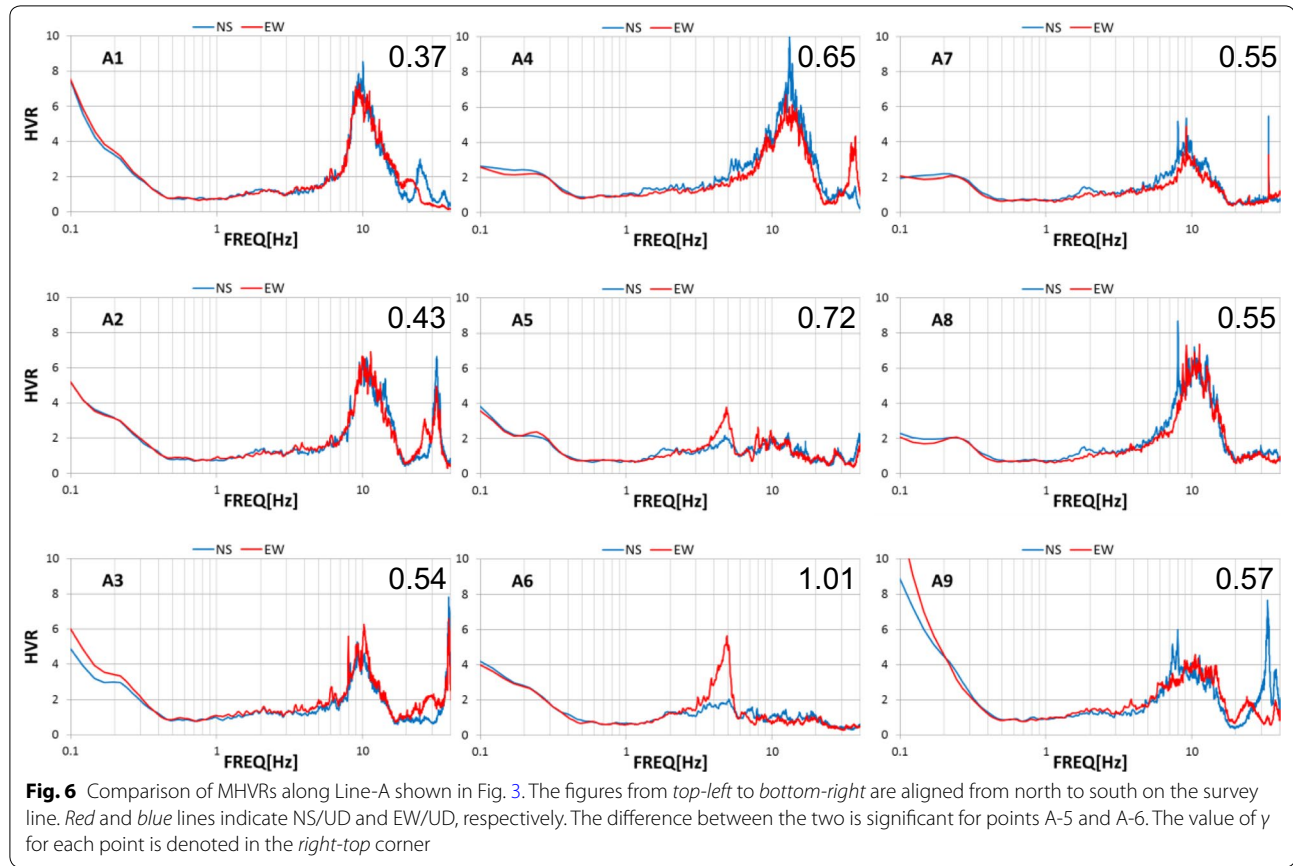 NS EW
10
A1 0.37
8
6
HVR
4
2
0
0.1 1 10
FREQ[Hz]
NS EW
10
A4 0.65
8
6
4
2
0
0.1 1 10
FREQ[Hz]
NS EW
10
A7 0.55
8
6
4
2
0
0.1 1 10
FREQ[Hz]
NS EW
10
A2 0.43
8
6
HVR
4
2
0
0.1 1 10
FREQ[Hz]
NS EW
10
A5 0.72
8
6
4
2
0
0.1 1 10
FREQ[Hz]
NS EW
10
A8 0.55
8
6
4
2
0
0.1 1 10
FREQ[Hz]
NS EW
10
A3 0.54
8
6
HVR
4
2
0
0.1 1 10
FREQ[Hz]
NS EW
10
A6 1.01
8
6
4
2
0
0.1 1 10
FREQ[Hz]
NS EW
10
A9 0.57
8
6
4
2
0
0.1 1 10
FREQ[Hz]
Fig. 6 Comparison of MHVRs along Line-A shown in Fig. 3. The figures from top-left to bottom-right are aligned from north to south on the survey
line. Red and blue lines indicate NS/UD and EW/UD, respectively. The difference between the two is significant for points A-5 and A-6. The value of γ
for each point is denoted in the right-top corner